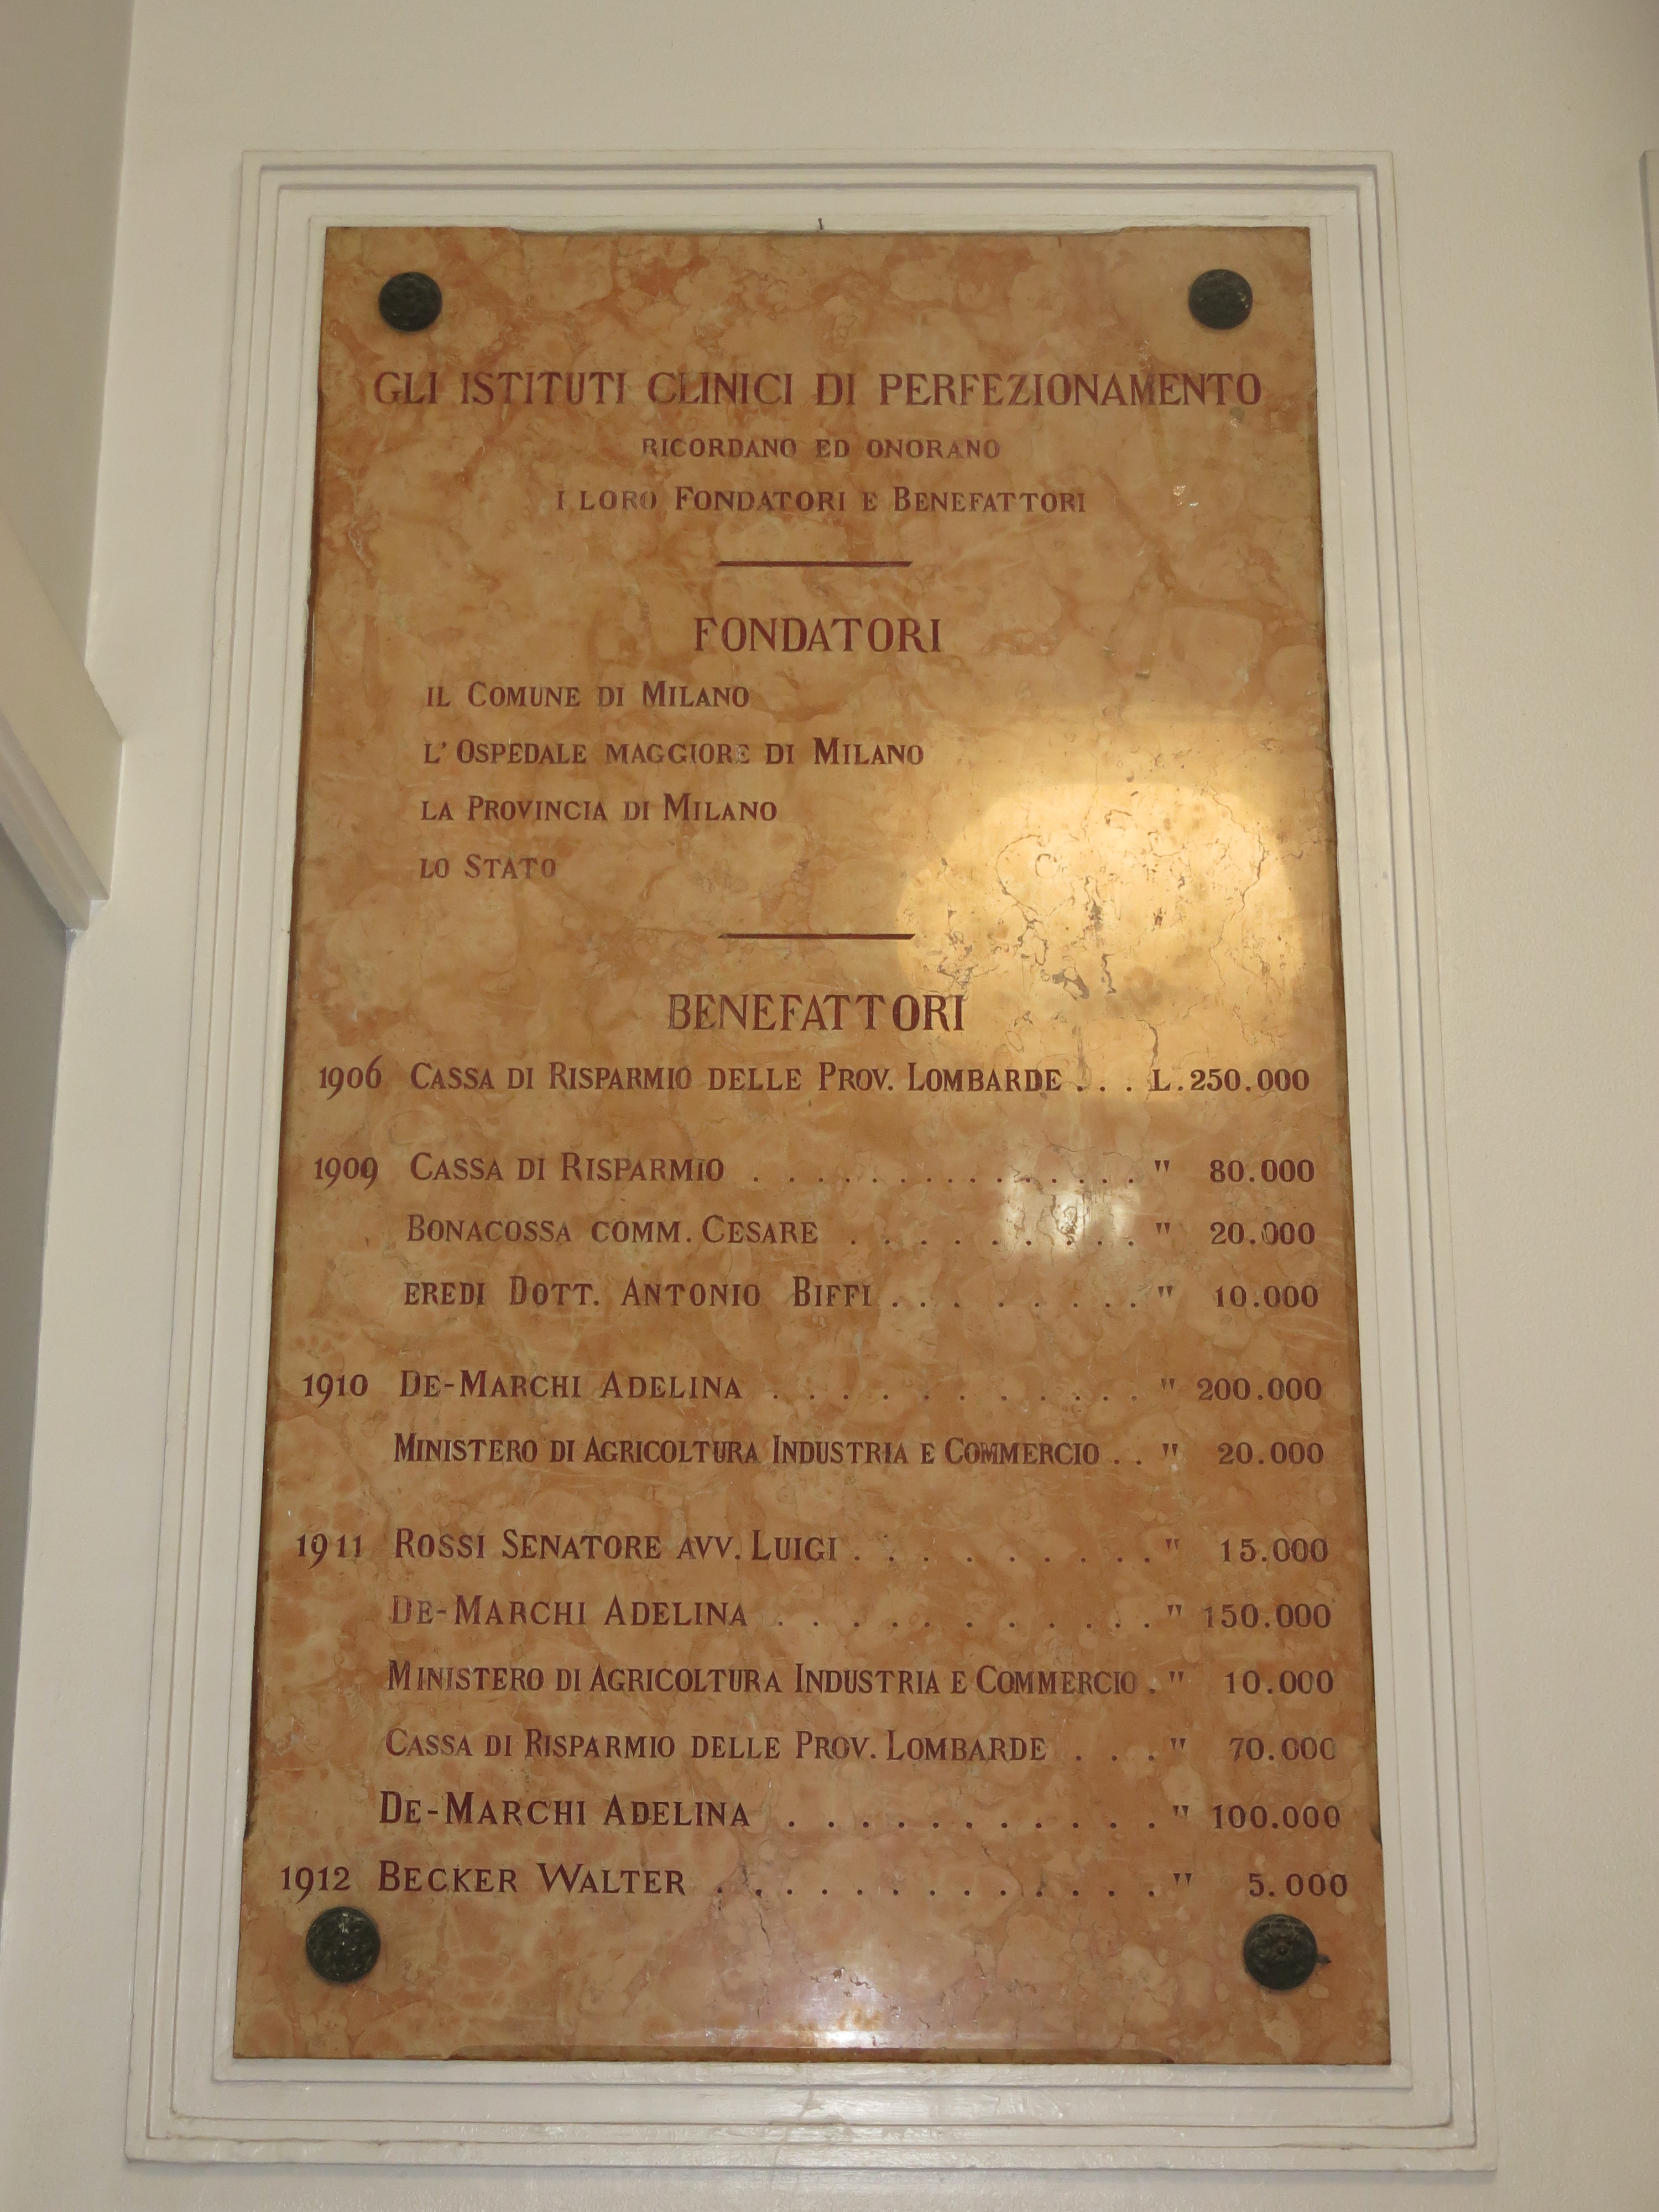 GLI ISTITUTI CLINICI DI PERFEZIONAMENTO
RICORDANO ED ONORANO
I LORO FONDATORI E BENEFATTORI
FONDATORI
IL COMUNE DI MILANO
L' OSPEDALE MAGGIORE DI MILANO
LA PROVINCIA DI MILANO
LO STATO
BENEFATTORI
1906 CASSA DI RISPARMIO DELLE PROV. LOMBARDE . . . L. 250.000
1909 CASSA DI RISPARMIO . . . . . . . . . . . . . . " 80.000
BONACOSSA COMM. CESARE . . . . . . . . . " 20.000
EREDI DOTT. ANTONIO BIFFI . . . . . . . . . " 10.000
1910 DE-MARCHI ADELINA . . . . . . . . . . . " 200.000
MINISTERO DI AGRICOLTURA INDUSTRIA E COMMERCIO . . " 20.000
1911 ROSSI SENATORE AVV. LUIGI . . . . . . . . . " 15.000
DE-MARCHI ADELINA . . . . . . . . . . . " 150.000
MINISTERO DI AGRICOLTURA INDUSTRIA E COMMERCIO . " 10.000
CASSA DI RISPARMIO DELLE PROV. LOMBARDE . . . " 70.000
DE-MARCHI ADELINA . . . . . . . . . . . " 100.000
1912 BECKER WALTER . . . . . . . . . . . . . " 5.000